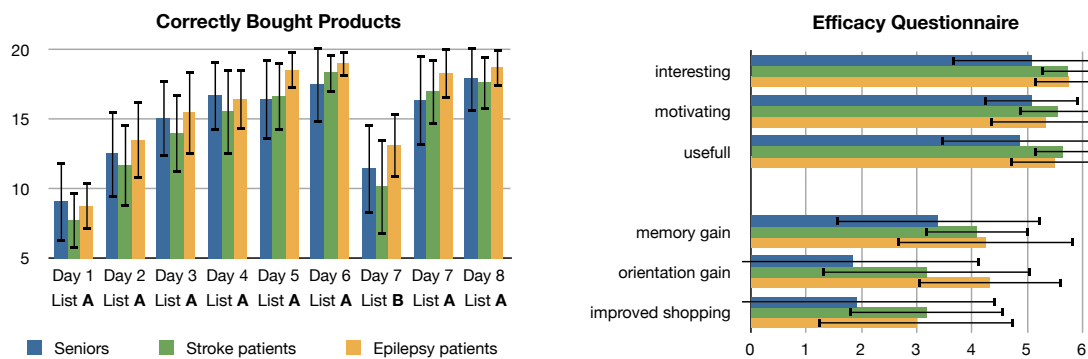 Correctly Bought Products
20
15
10
5
Day 1 Day 2 Day 3 Day 4 Day 5 Day 6 Day 7 Day 7 Day 8
List A List A List A List A List A List A List B List A List A
Seniors Stroke patients Epilepsy patients
Efficacy Questionnaire
interesting
motivating
usefull
memory gain
orientation gain
improved shopping
0 1 2 3 4 5 6